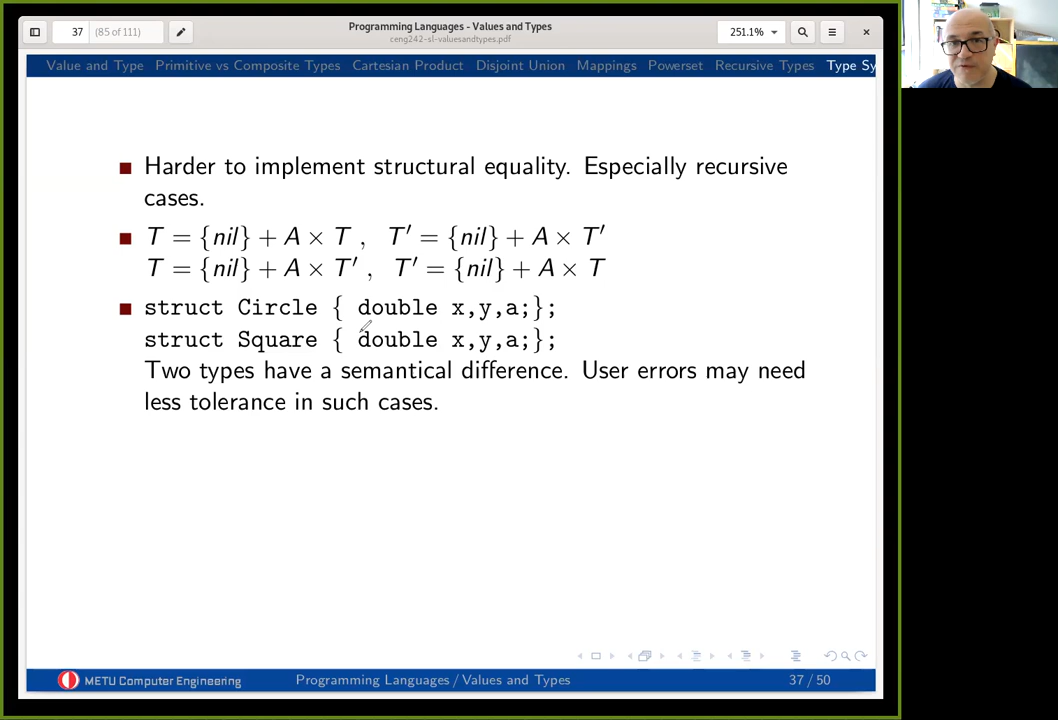 37 (85 of 111)
Programming Languages - Values and Types
ceng242-sl-valuesandtypes.pdf
251.1%
Value and Type Primitive vs Composite Types Cartesian Product Disjoint Union Mappings Powerset Recursive Types Type Sy
Harder to implement structural equality. Especially recursive
cases.
T = {nil} + A × T , T′ = {nil} + A × T′
T = {nil} + A × T′ , T′ = {nil} + A × T
struct Circle { double x,y,a;};
struct Square { double x,y,a;};
Two types have a semantical difference. User errors may need
less tolerance in such cases.
METU Computer Engineering Programming Languages / Values and Types 37 / 50